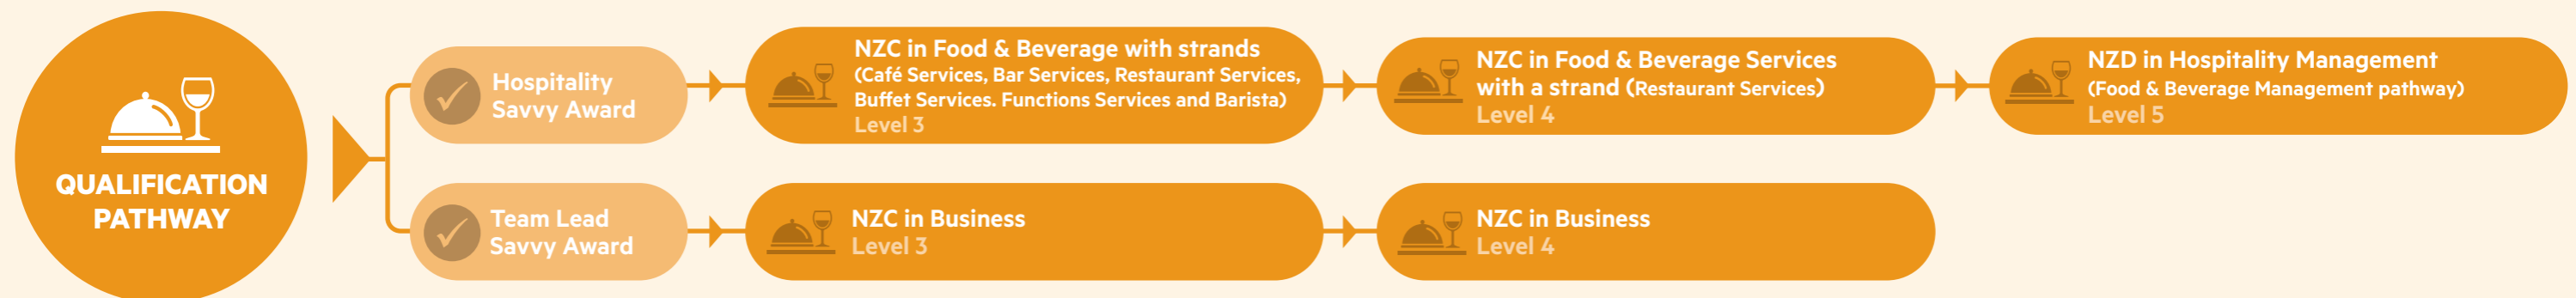 QUALIFICATION
PATHWAY
Hospitality
Savvy Award
NZC in Food & Beverage with strands
(Café Services, Bar Services, Restaurant Services,
Buffet Services. Functions Services and Barista)
Level 3
NZC in Food & Beverage Services
with a strand (Restaurant Services)
Level 4
NZD in Hospitality Management
(Food & Beverage Management pathway)
Level 5
Team Lead
Savvy Award
NZC in Business
Level 3
NZC in Business
Level 4